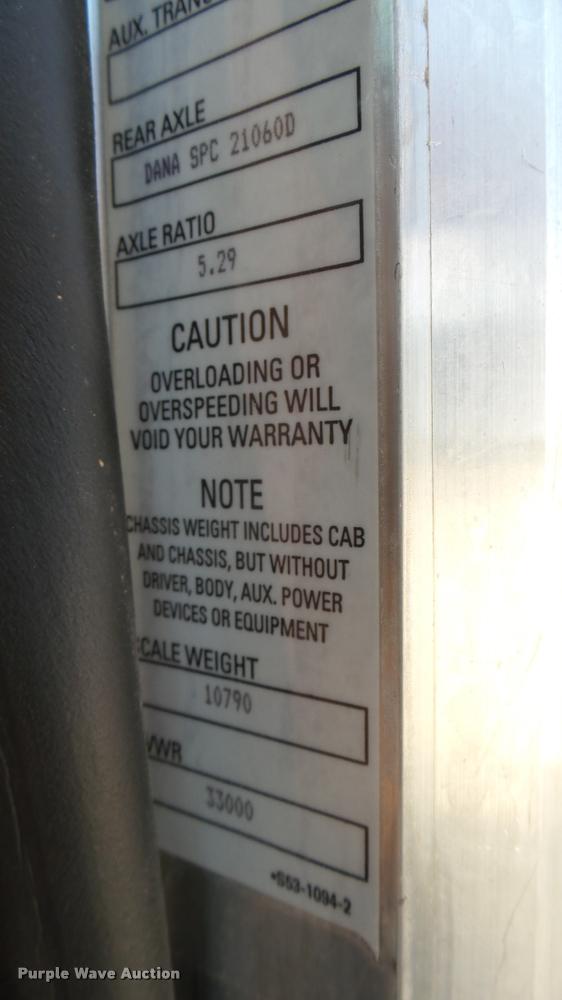 AUX.
REAR AXLE
DANA SPC 21060D
AXLE RATIO
5.29
CAUTION
OVERLOADING OR
OVERSPEEDING WILL
VOID YOUR WARRANTY
NOTE
CHASSIS WEIGHT INCLUDES CAB
AND CHASSIS, BUT WITHOUT
DRIVER, BODY, AUX. POWER
DEVICES OR EQUIPMENT
CALE WEIGHT
10790
VWR
33000
•S53-1094-2
Purple Wave Auction